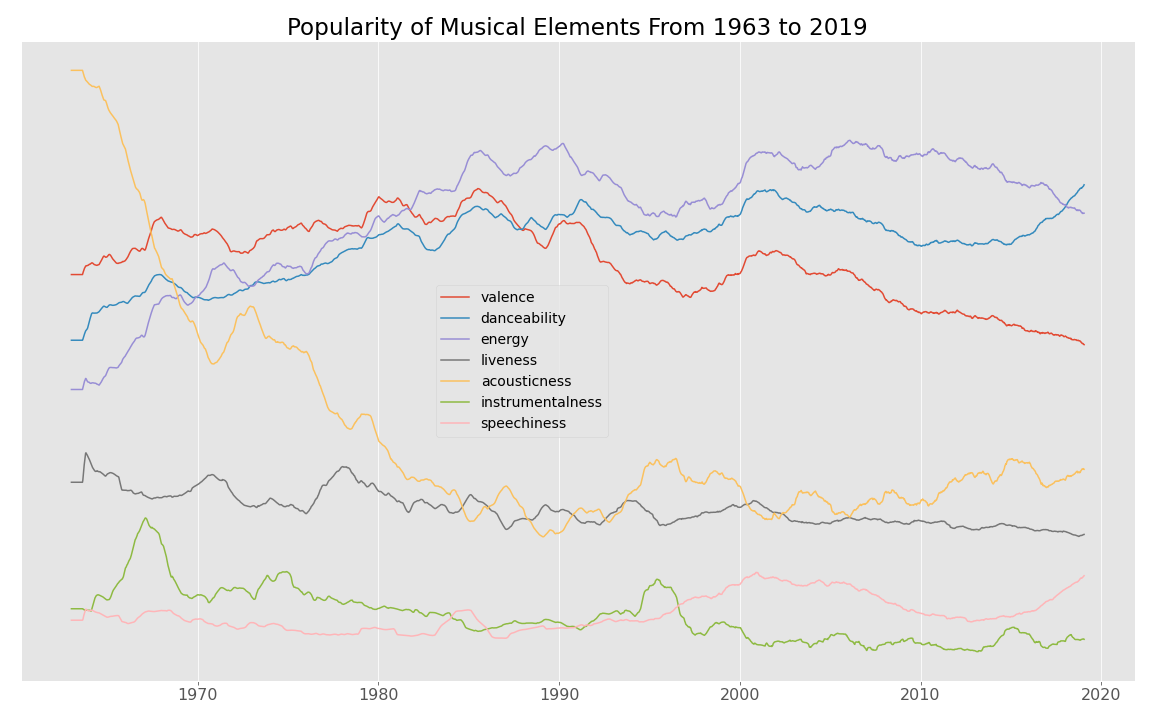 Popularity of Musical Elements From 1963 to 2019
valence
danceability
energy
liveness
acousticness
instrumentalness
speechiness
1970 1980 1990 2000 2010 2020